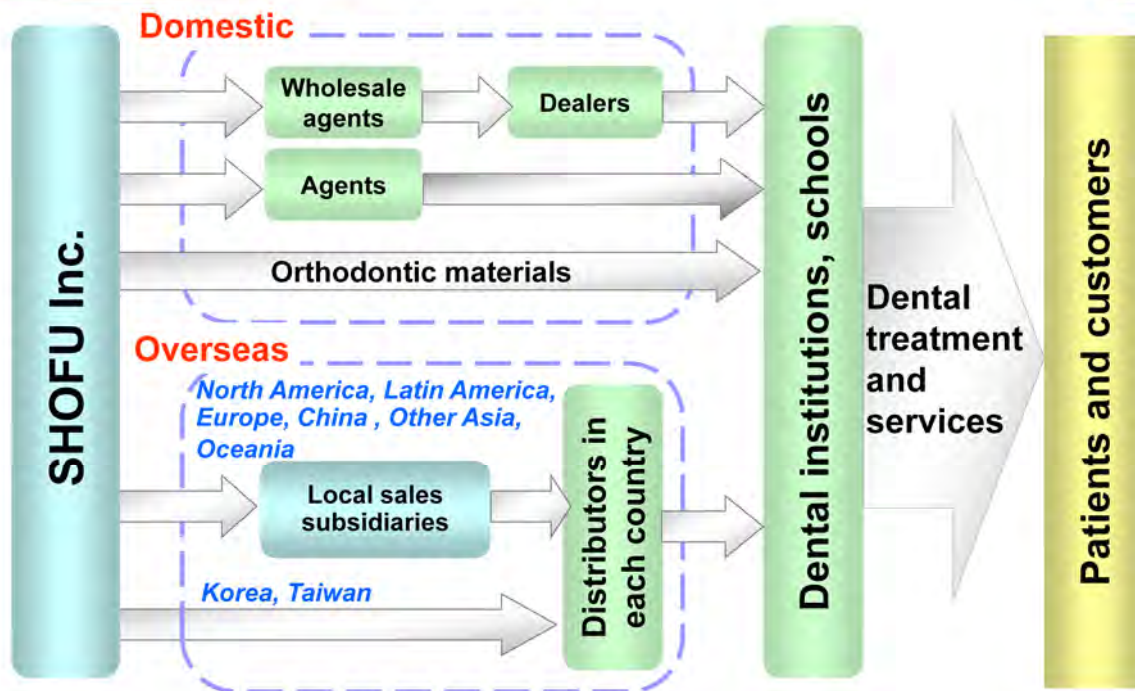 SHOFU Inc.
Domestic
Wholesale
agents
Dealers
Agents
Orthodontic materials
Overseas
North America, Latin America,
Europe, China , Other Asia,
Oceania
Local sales
subsidiaries
Korea, Taiwan
Distributors in
each country
Dental institutions, schools
Dental
treatment
and
services
Patients and customers